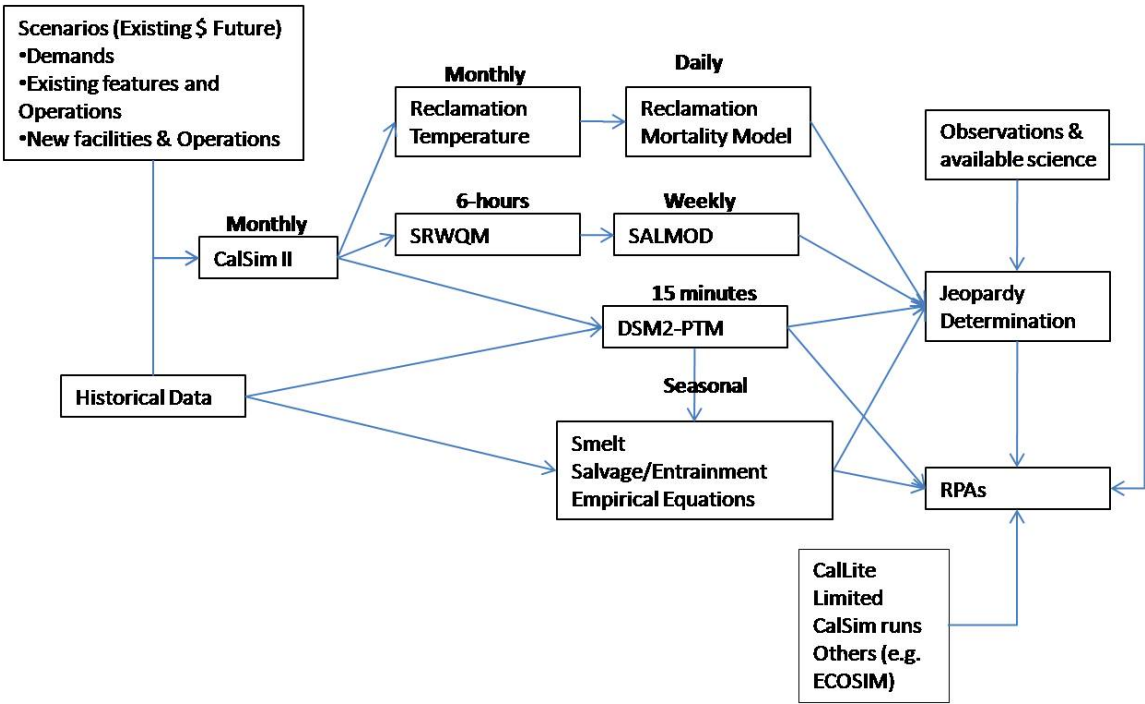 Scenarios (Existing $ Future)
•Demands
•Existing features and
Operations
•New facilities & Operations
Monthly
Reclamation
Temperature
Daily
Reclamation
Mortality Model
Observations &
available science
6-hours
SRWQM
Weekly
SALMOD
Monthly
CalSim II
15 minutes
DSM2-PTM
Jeopardy
Determination
Historical Data
Seasonal
Smelt
Salvage/Entrainment
Empirical Equations
RPAs
CalLite
Limited
CalSim runs
Others (e.g.
ECOSIM)